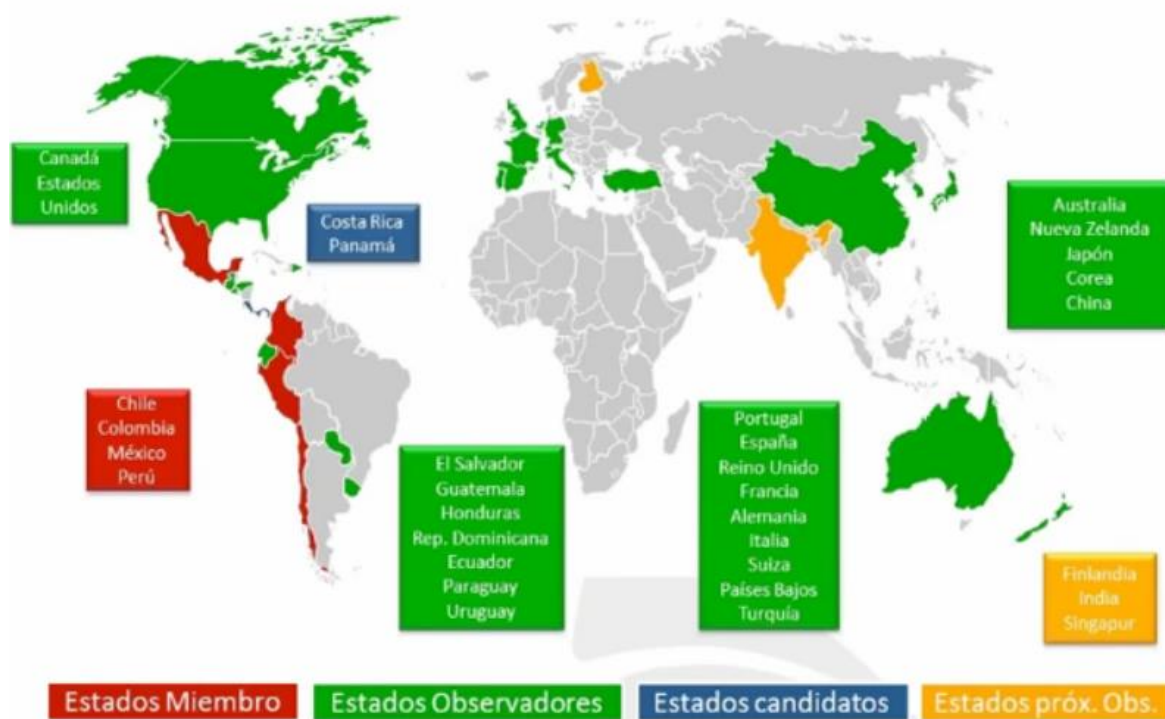 Canadá
Estados
Unidos
Costa Rica
Panamá
Australia
Nueva Zelanda
Japón
Corea
China
Chile
Colombia
México
Perú
El Salvador
Guatemala
Honduras
Rep. Dominicana
Ecuador
Paraguay
Uruguay
Portugal
España
Reino Unido
Francia
Alemania
Italia
Suiza
Países Bajos
Turquía
Finlandia
India
Singapur
Estados Miembro
Estados Observadores
Estados candidatos
Estados próx. Obs.